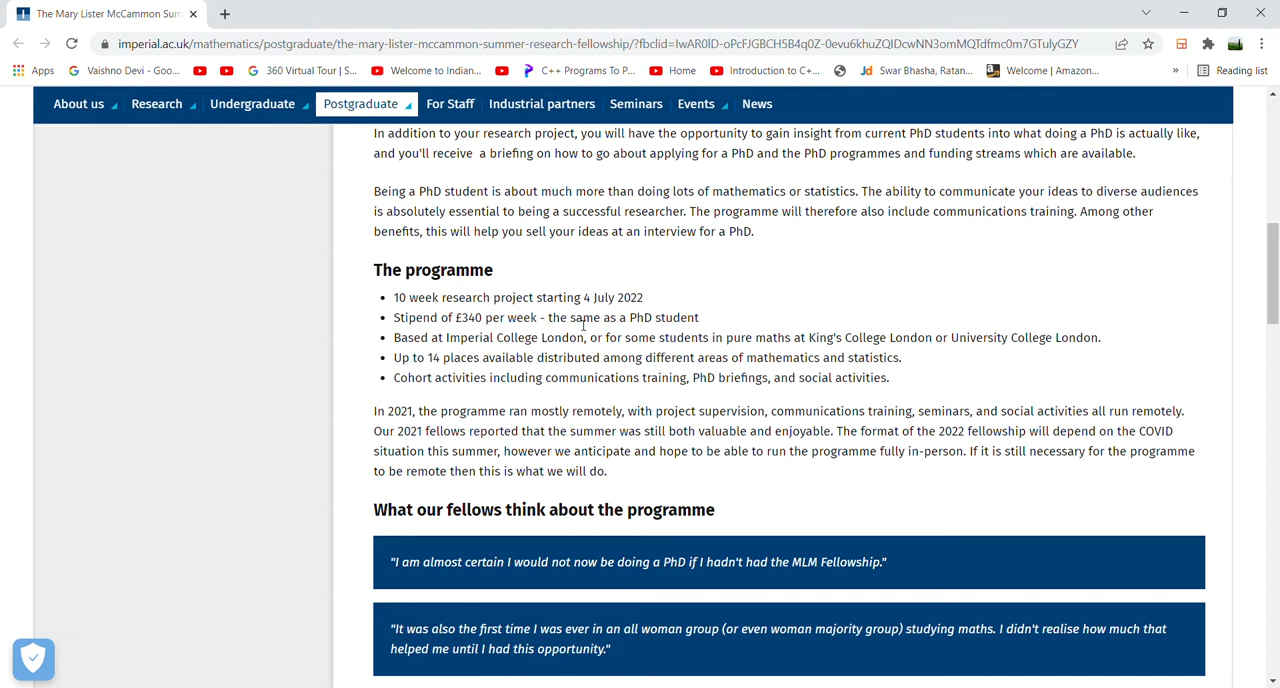 The Mary Lister McCammon Sum
imperial.ac.uk/mathematics/postgraduate/the-mary-lister-mccammon-summer-research-fellowship/?fbclid=IwAR0ID-oPcFJGBCH5B4q0Z-0evu6khuZQIDcwNN3omMQTdfmc0m7GTulyGZY
Apps Vaishno Devi - Goo... 360 Virtual Tour | S... Welcome to Indian... C++ Programs To P... Home Introduction to C+... Swar Bhasha, Ratan... Welcome | Amazon... » Reading list
About us Research Undergraduate Postgraduate For Staff Industrial partners Seminars Events News
In addition to your research project, you will have the opportunity to gain insight from current PhD students into what doing a PhD is actually like,
and you'll receive a briefing on how to go about applying for a PhD and the PhD programmes and funding streams which are available.
Being a PhD student is about much more than doing lots of mathematics or statistics. The ability to communicate your ideas to diverse audiences
is absolutely essential to being a successful researcher. The programme will therefore also include communications training. Among other
benefits, this will help you sell your ideas at an interview for a PhD.
The programme
• 10 week research project starting 4 July 2022
• Stipend of £340 per week - the same as a PhD student
• Based at Imperial College London, or for some students in pure maths at King's College London or University College London.
• Up to 14 places available distributed among different areas of mathematics and statistics.
• Cohort activities including communications training, PhD briefings, and social activities.
In 2021, the programme ran mostly remotely, with project supervision, communications training, seminars, and social activities all run remotely.
Our 2021 fellows reported that the summer was still both valuable and enjoyable. The format of the 2022 fellowship will depend on the COVID
situation this summer, however we anticipate and hope to be able to run the programme fully in-person. If it is still necessary for the programme
to be remote then this is what we will do.
What our fellows think about the programme
"I am almost certain I would not now be doing a PhD if I hadn't had the MLM Fellowship."
"It was also the first time I was ever in an all woman group (or even woman majority group) studying maths. I didn't realise how much that
helped me until I had this opportunity."